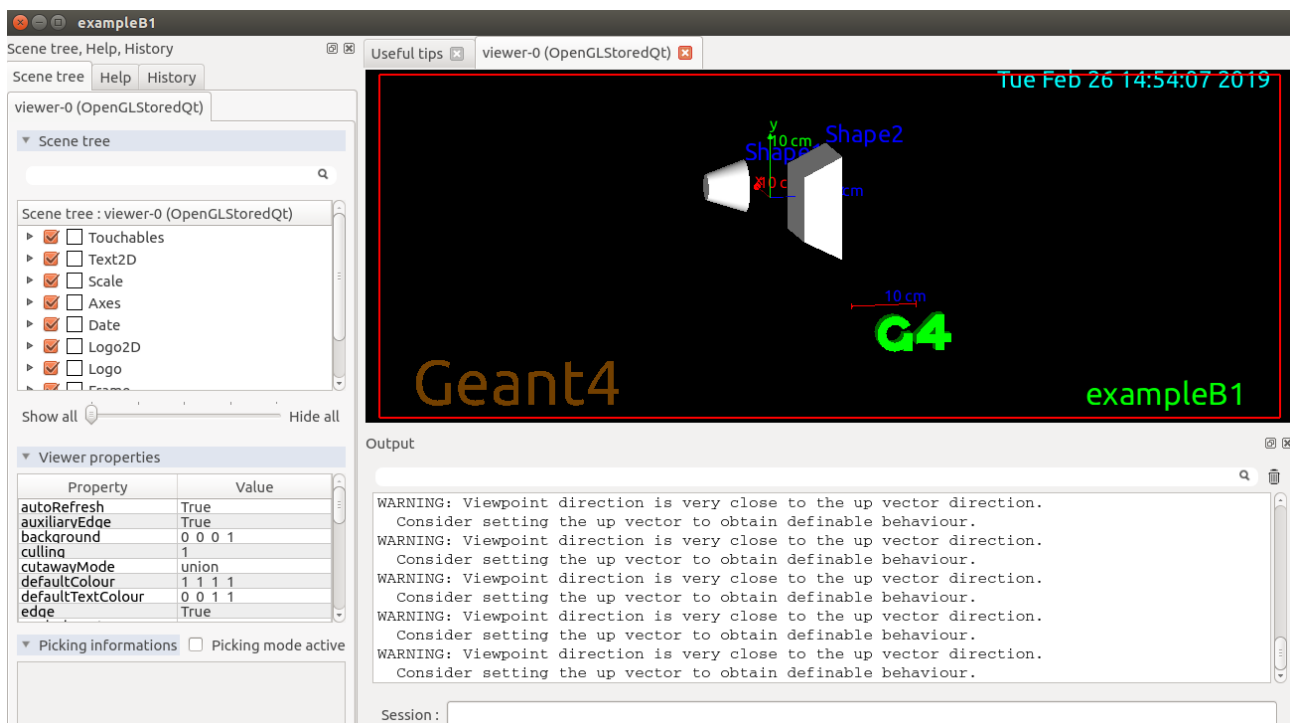 exampleB1
Scene tree, Help, History
Scene tree Help History
viewer-0 (OpenGLStoredQt)
Scene tree
Scene tree : viewer-0 (OpenGLStoredQt)
Touchables
Text2D
Scale
Axes
Date
Logo2D
Logo
Frame
Show all Hide all
Viewer properties
Property Value
autoRefresh True
auxiliaryEdge True
background 0 0 0 1
culling 1
cutawayMode union
defaultColour 1 1 1 1
defaultTextColour 0 0 1 1
edge True
Picking informations Picking mode active
Useful tips viewer-0 (OpenGLStoredQt)
Tue Feb 26 14:54:07 2019
y
10 cm
Shape2
x
cm
10 cm
G4
Geant4
exampleB1
Output
WARNING: Viewpoint direction is very close to the up vector direction.
Consider setting the up vector to obtain definable behaviour.
WARNING: Viewpoint direction is very close to the up vector direction.
Consider setting the up vector to obtain definable behaviour.
WARNING: Viewpoint direction is very close to the up vector direction.
Consider setting the up vector to obtain definable behaviour.
WARNING: Viewpoint direction is very close to the up vector direction.
Consider setting the up vector to obtain definable behaviour.
WARNING: Viewpoint direction is very close to the up vector direction.
Consider setting the up vector to obtain definable behaviour.
Session :